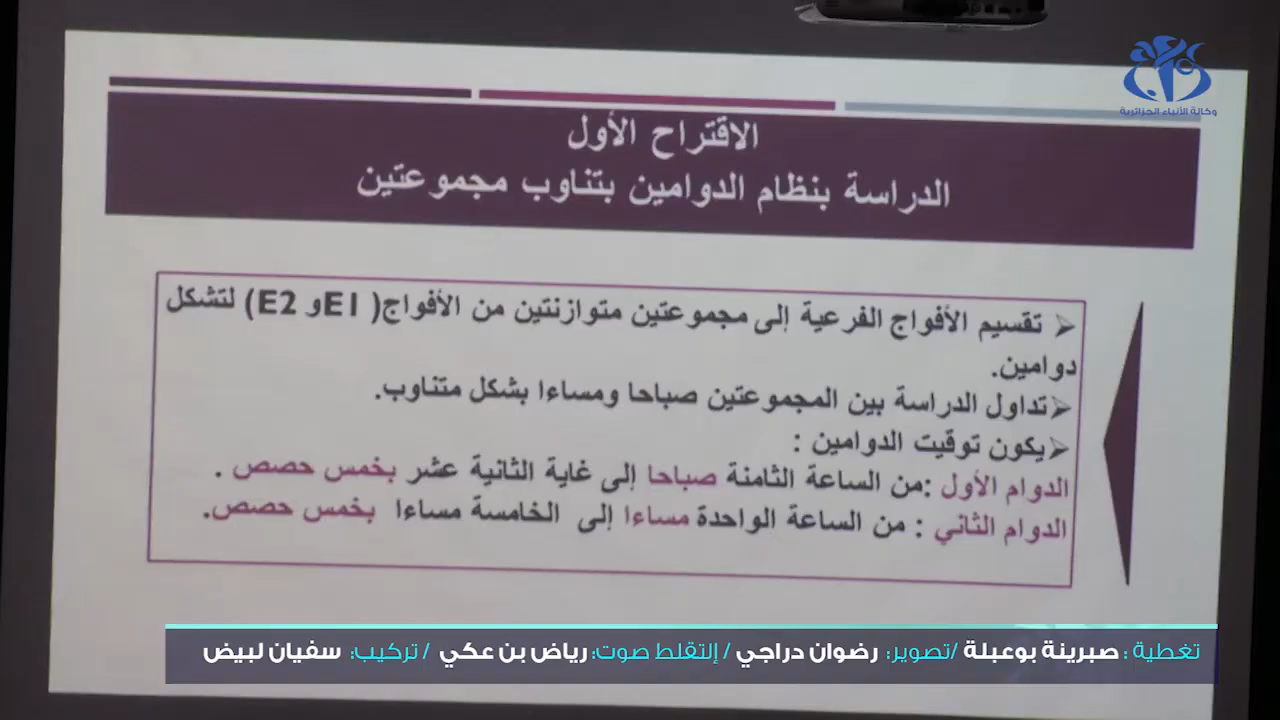 وكالة الأنباء الجزائرية
الاقتراح الأول
الدراسة بنظام الدوامين بتناوب مجموعتين
تقسيم الأفواج الفرعية إلى مجموعتين متوازنتين من الأفواج( E1و E2) لتشكل
دوامين.
تداول الدراسة بين المجموعتين صباحا ومساءا بشكل متناوب.
يكون توقيت الدوامين :
الدوام الأول :من الساعة الثامنة صباحا إلى غاية الثانية عشر بخمس حصص .
الدوام الثاني : من الساعة الواحدة مساءا إلى الخامسة مساءا بخمس حصص.
تغطية : صبرينة بوعبلة /تصوير: رضوان دراجي / إلتقلط صوت: رياض بن عكي / تركيب: سفيان لبيض